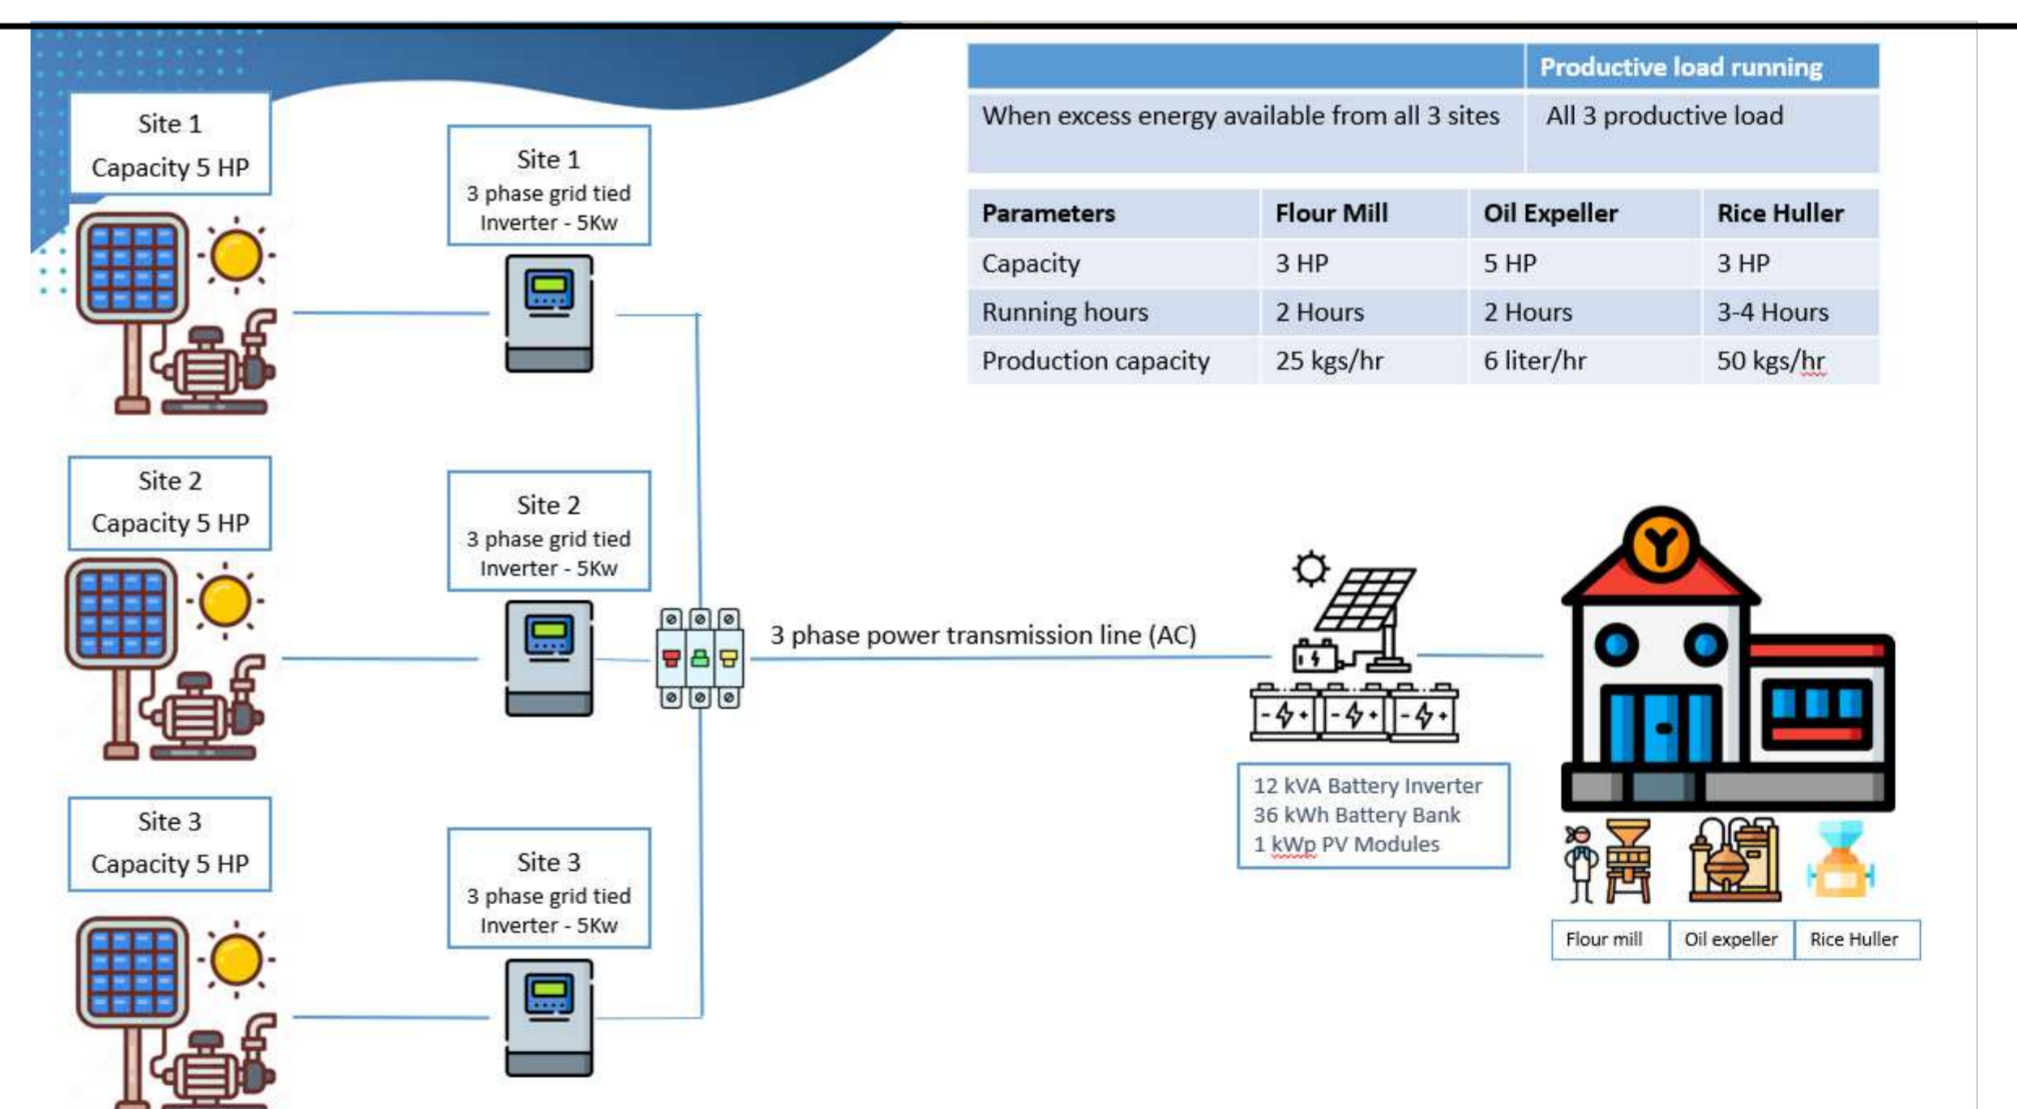 Productive load running
When excess energy available from all 3 sites All 3 productive load
Parameters Flour Mill Oil Expeller Rice Huller
Capacity 3 HP 5 HP 3 HP
Running hours 2 Hours 2 Hours 3-4 Hours
Production capacity 25 kgs/hr 6 liter/hr 50 kgs/hr
Site 1
Capacity 5 HP
Site 1
3 phase grid tied
Inverter - 5Kw
Site 2
Capacity 5 HP
Site 2
3 phase grid tied
Inverter - 5Kw
3 phase power transmission line (AC)
Y
12 kVA Battery Inverter
36 kWh Battery Bank
1 kWp PV Modules
Site 3
Capacity 5 HP
Site 3
3 phase grid tied
Inverter - 5Kw
Flour mill Oil expeller Rice Huller